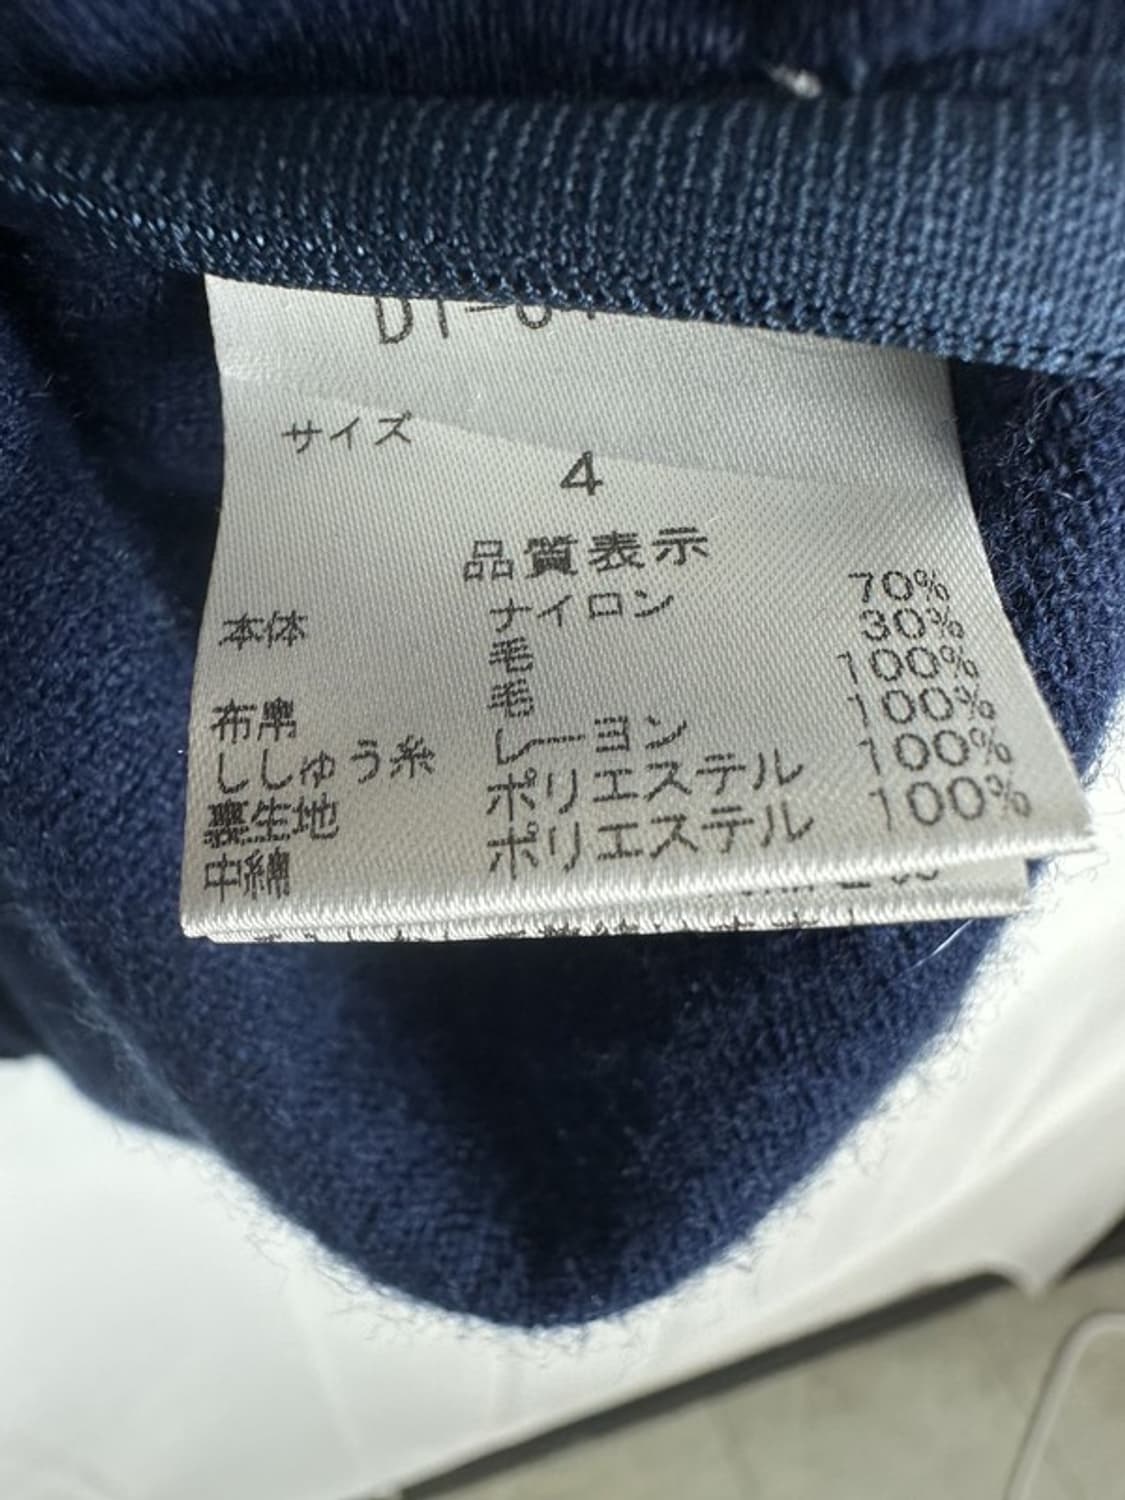 サイズ
4
品質表示
本体 ナイロン 70%
毛 30%
布帛 毛 100%
ししゅう糸 レーヨン 100%
裏生地 ポリエステル 100%
中綿 ポリエステル 100%